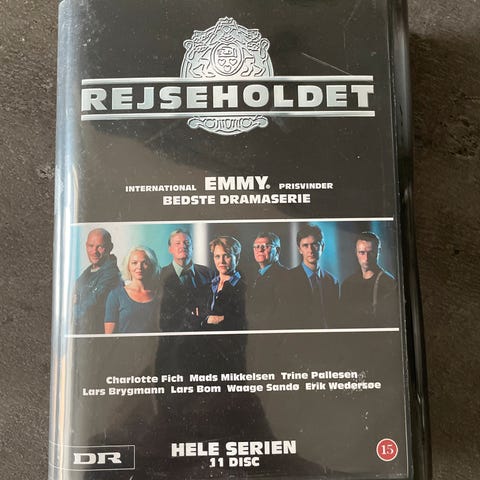 REJSEHOLDET
INTERNATIONAL EMMY® PRISVINDER
BEDSTE DRAMASERIE
Charlotte Fich Mads Mikkelsen Trine Pallesen
Lars Brygmann Lars Bom Waage Sandø Erik Wedersøe
HELE SERIEN
11 DISC
DR
15